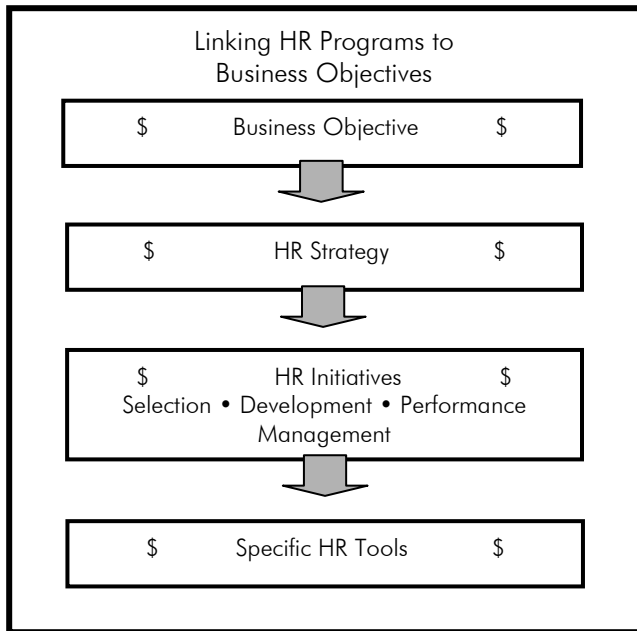 Linking HR Programs to
Business Objectives
$ Business Objective $
$ HR Strategy $
$ HR Initiatives $
Selection • Development • Performance
Management
$ Specific HR Tools $